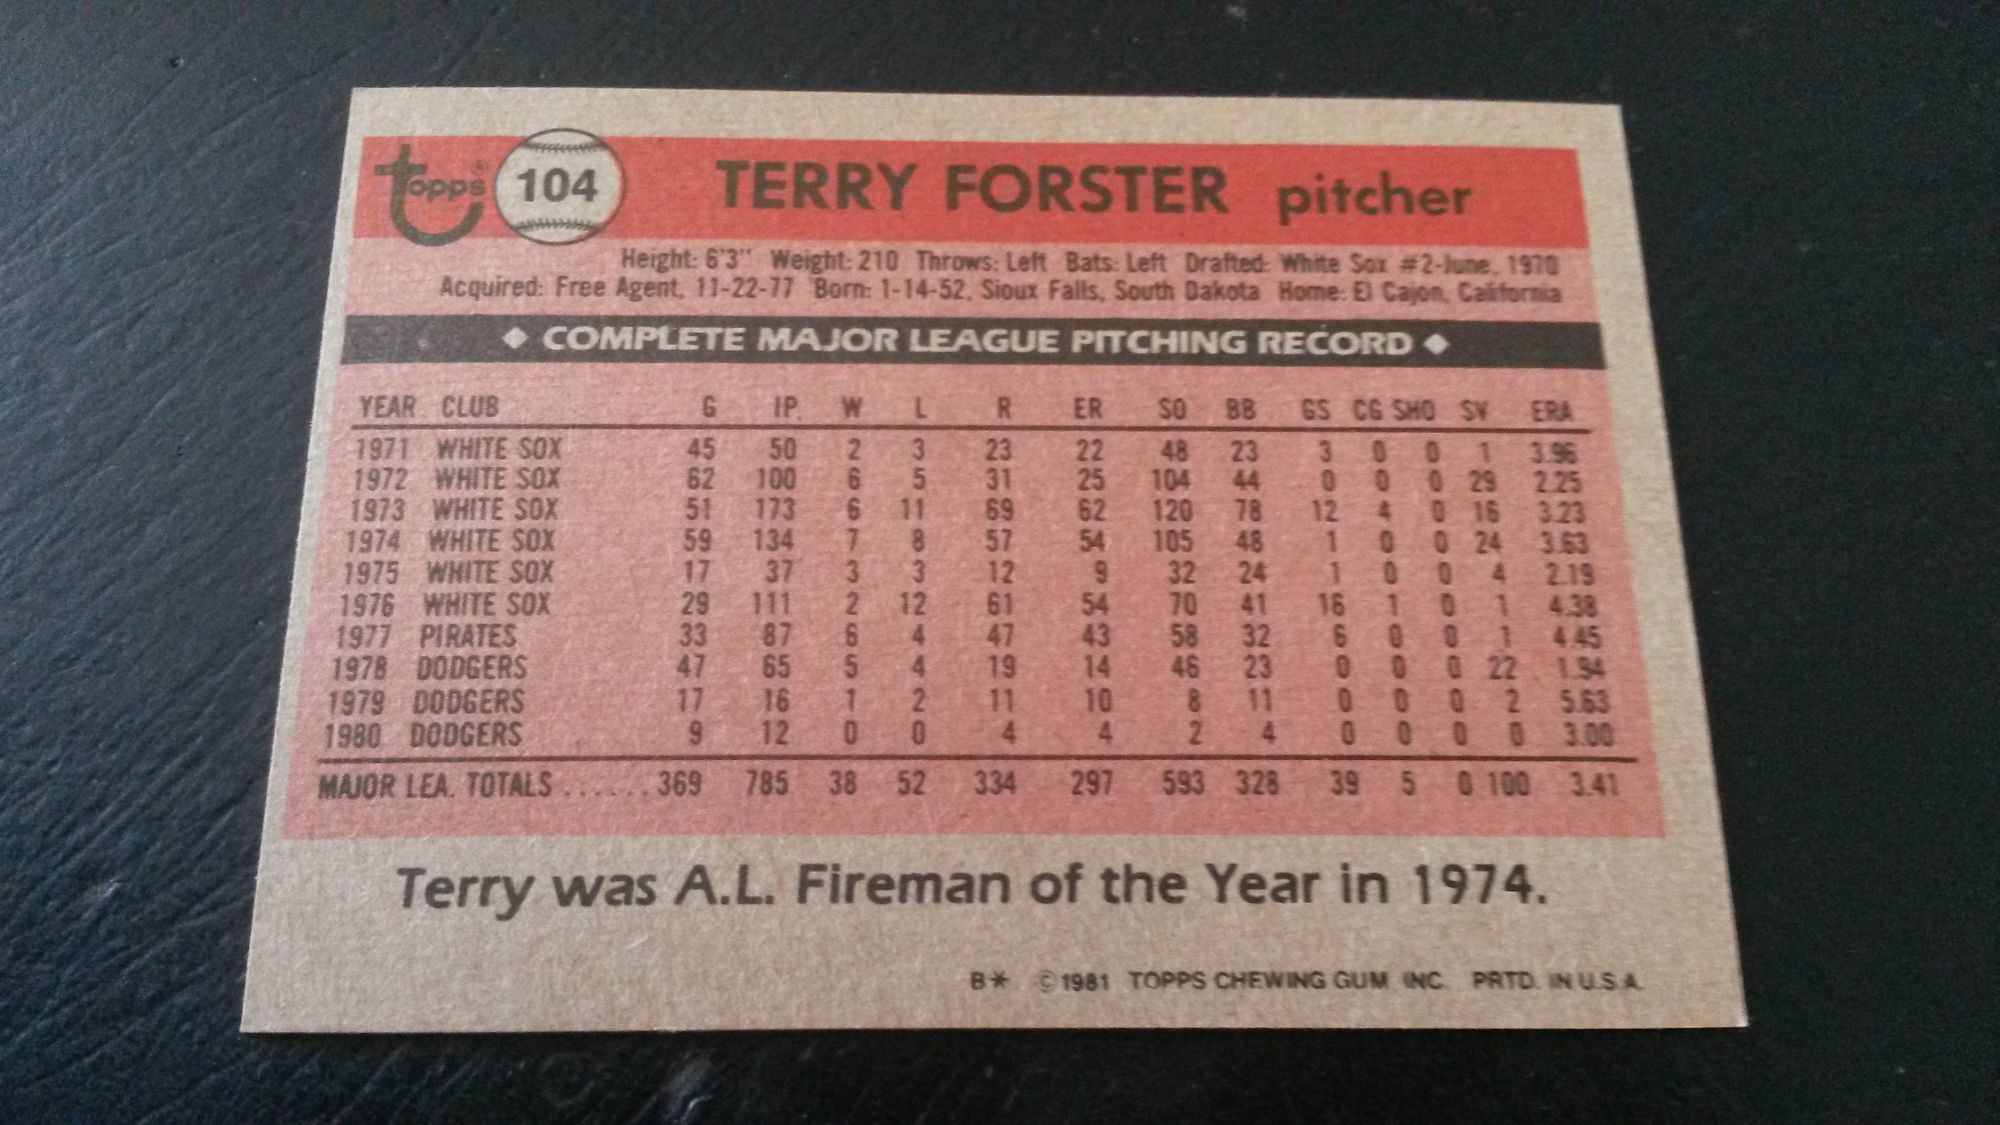 topps® 104 TERRY FORSTER pitcher
Height: 6'3" Weight: 210 Throws: Left Bats: Left Drafted: White Sox #2-June, 1970
Acquired: Free Agent, 11-22-77 Born: 1-14-52, Sioux Falls, South Dakota Home: El Cajon, California
◆ COMPLETE MAJOR LEAGUE PITCHING RECORD ◆
YEAR CLUB G IP. W L R ER SO BB GS CG SHO SV ERA
1971 WHITE SOX 45 50 2 3 23 22 48 23 3 0 0 1 3.96
1972 WHITE SOX 62 100 6 5 31 25 104 44 0 0 0 29 2.25
1973 WHITE SOX 51 173 6 11 69 62 120 78 12 4 0 16 3.23
1974 WHITE SOX 59 134 7 8 57 54 105 48 1 0 0 24 3.63
1975 WHITE SOX 17 37 3 3 12 9 32 24 1 0 0 4 2.19
1976 WHITE SOX 29 111 2 12 61 54 70 41 16 1 0 1 4.38
1977 PIRATES 33 87 6 4 47 43 58 32 6 0 0 1 4.45
1978 DODGERS 47 65 5 4 19 14 46 23 0 0 0 22 1.94
1979 DODGERS 17 16 1 2 11 10 8 11 0 0 0 2 5.63
1980 DODGERS 9 12 0 0 4 4 2 4 0 0 0 0 3.00
MAJOR LEA. TOTALS ...... 369 785 38 52 334 297 593 328 39 5 0 100 3.41
Terry was A.L. Fireman of the Year in 1974.
B* ©1981 TOPPS CHEWING GUM INC. PRTD. IN U.S.A.